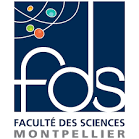 fds
FACULTÉ DES SCIENCES
MONTPELLIER